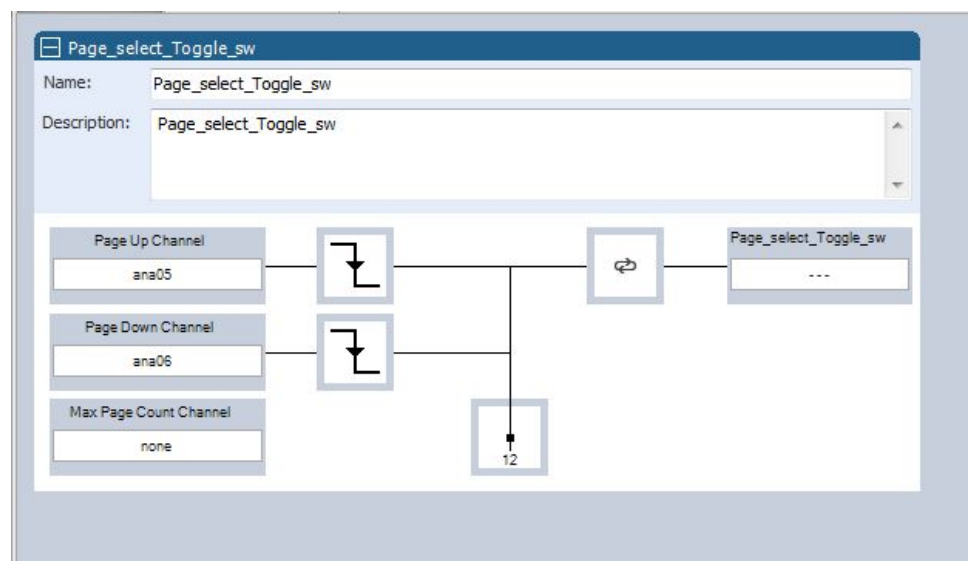 Page_select_Toggle_sw
Name: Page_select_Toggle_sw
Description: Page_select_Toggle_sw
Page Up Channel
ana05
Page_select_Toggle_sw
---
Page Down Channel
ana06
Max Page Count Channel
none
12